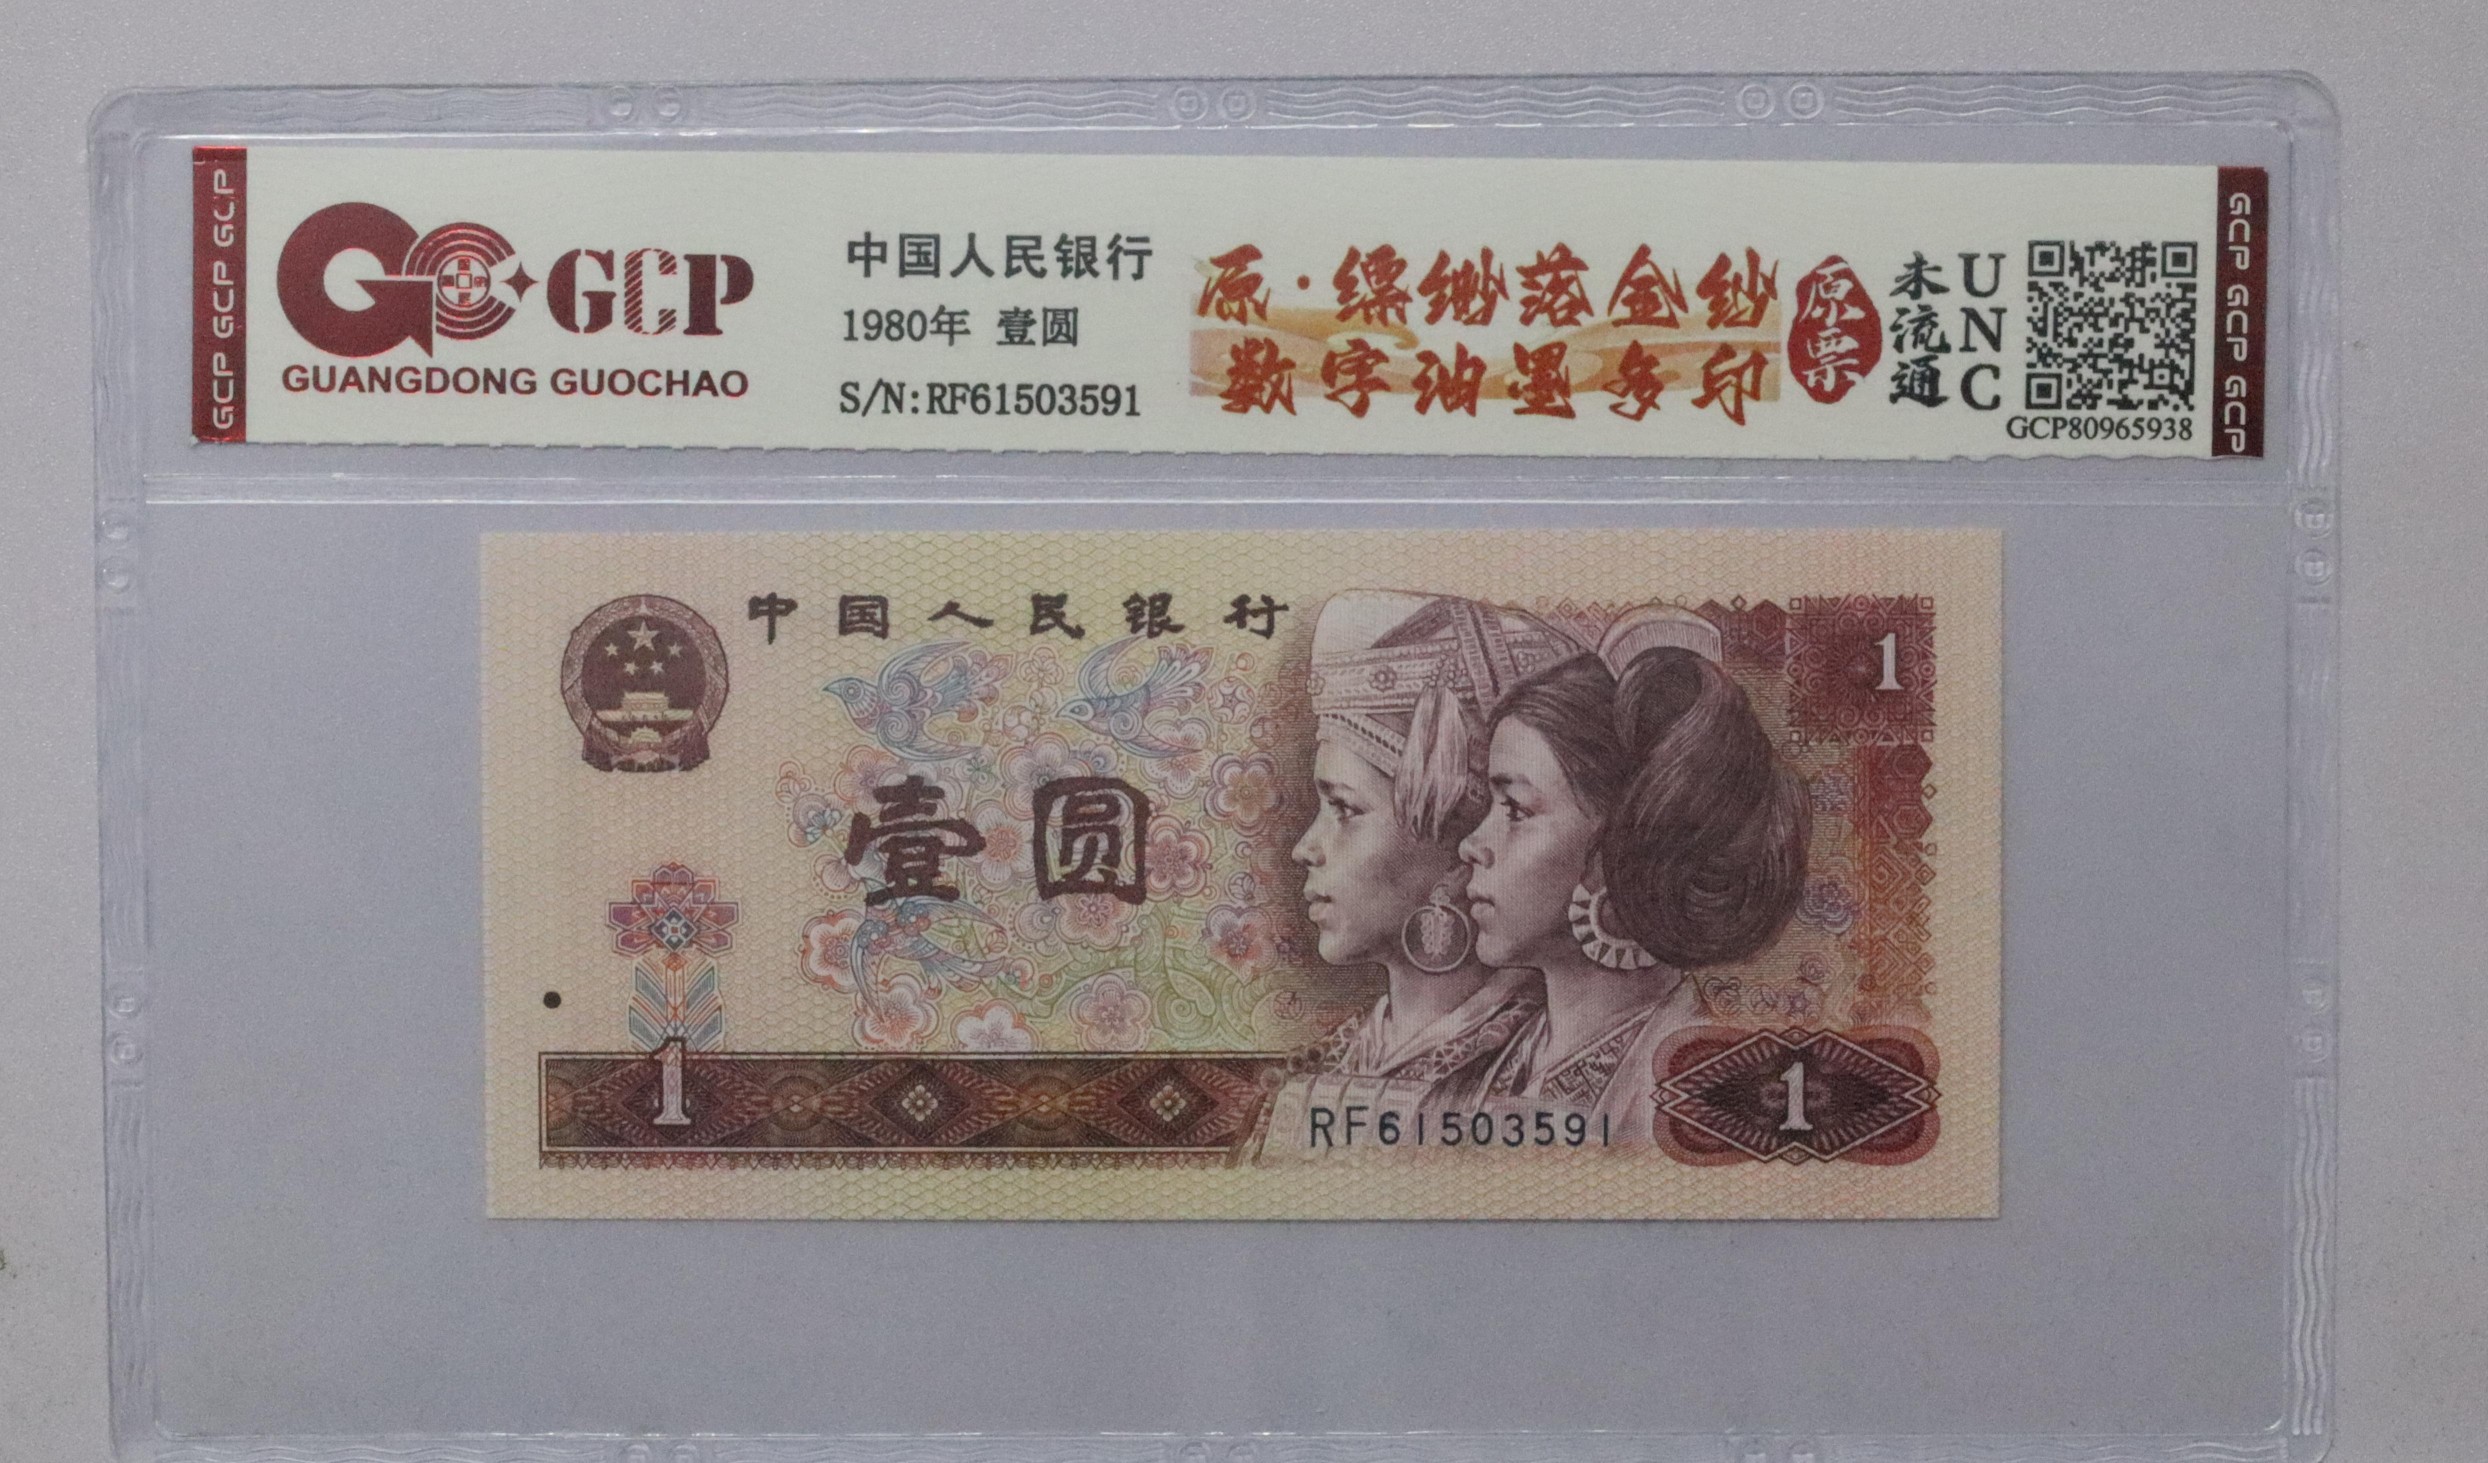 GCP GCP GCP
GCP
GUANGDONG GUOCHAO
中国人民银行
1980年 壹圆
S/N:RF61503591
原·缥缈落金纱
数字油墨多印
原票
未流通
UNC
GCP80965938
GCP GCP GCP
中国人民银行
1
壹圆
1
RF61503591
1